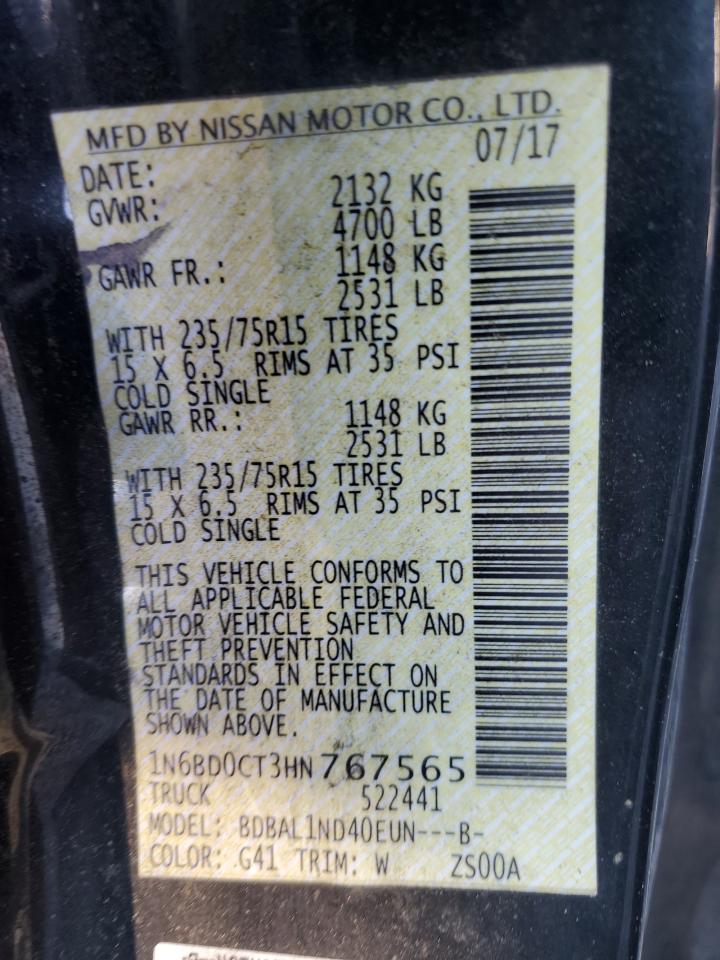 MFD BY NISSAN MOTOR CO., LTD.
DATE: 07/17
GVWR: 2132 KG
4700 LB
GAWR FR.: 1148 KG
2531 LB
WITH 235/75R15 TIRES
15 X 6.5 RIMS AT 35 PSI
COLD SINGLE
GAWR RR.: 1148 KG
2531 LB
WITH 235/75R15 TIRES
15 X 6.5 RIMS AT 35 PSI
COLD SINGLE
THIS VEHICLE CONFORMS TO
ALL APPLICABLE FEDERAL
MOTOR VEHICLE SAFETY AND
THEFT PREVENTION
STANDARDS IN EFFECT ON
THE DATE OF MANUFACTURE
SHOWN ABOVE.
1N6BD0CT3HN767565
TRUCK 522441
MODEL: BDBAL1ND40EUN---B-
COLOR: G41 TRIM: W ZS00A